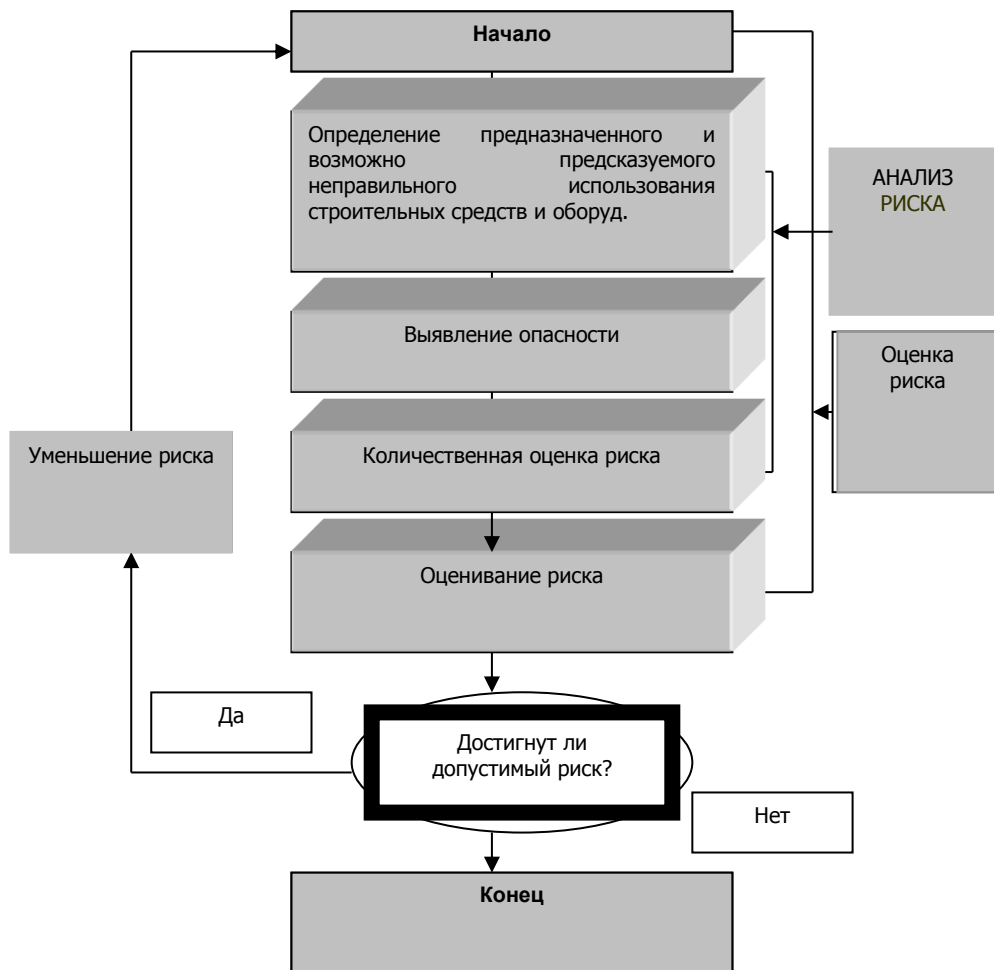 Начало
Определение предназначенного и
возможно предсказуемого
неправильного использования
строительных средств и оборуд.
АНАЛИЗ
РИСКА
Выявление опасности
Оценка
риска
Количественная оценка риска
Уменьшение риска
Оценивание риска
Да
Достигнут ли
допустимый риск?
Нет
Конец